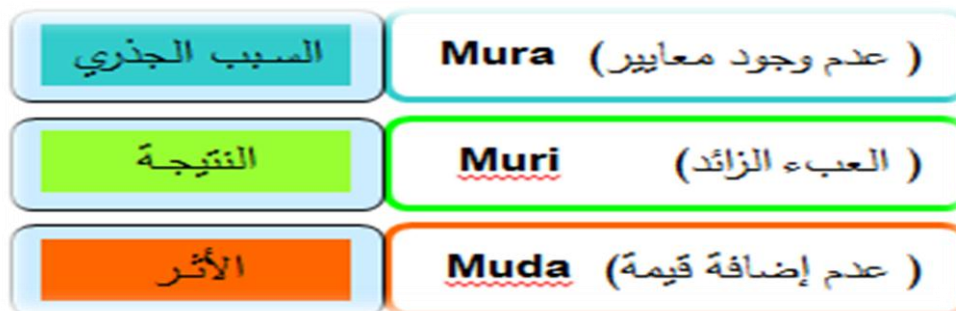 ( عدم وجود معايير) Mura
السبب الجذري
( العبء الزائد) Muri
النتيجة
( عدم إضافة قيمة) Muda
الأثر